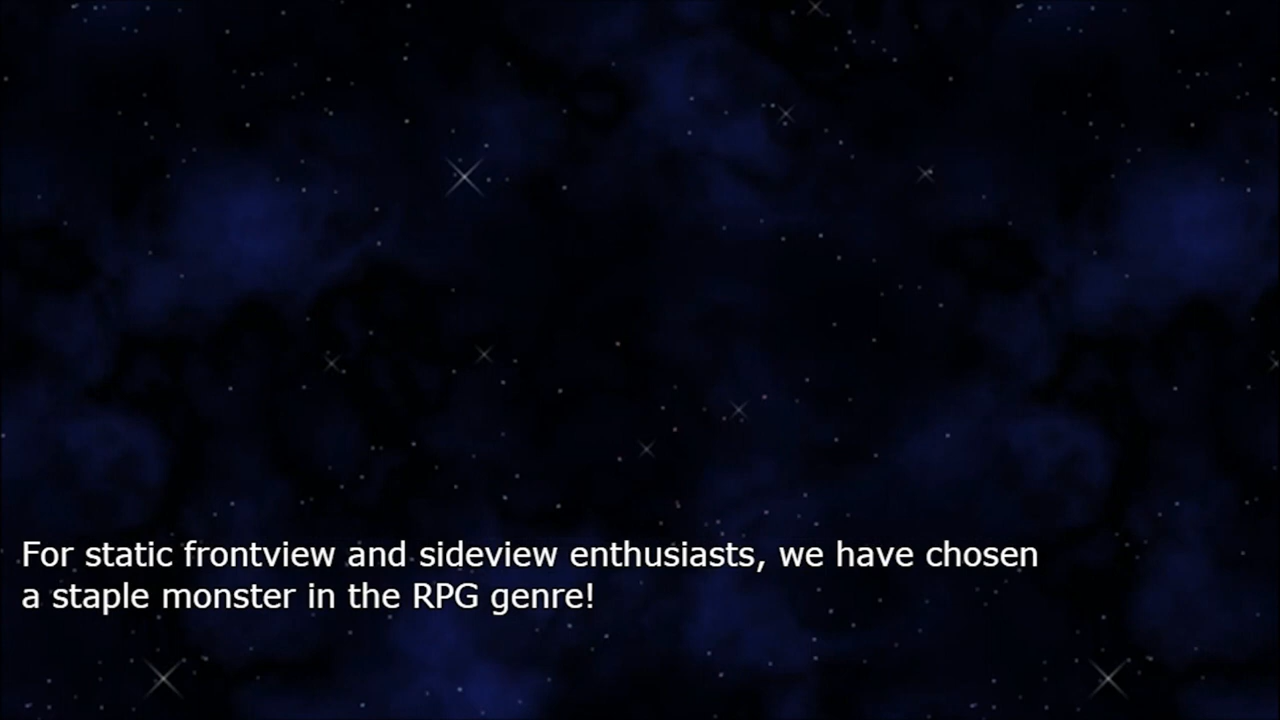 For static frontview and sideview enthusiasts, we have chosen
a staple monster in the RPG genre!